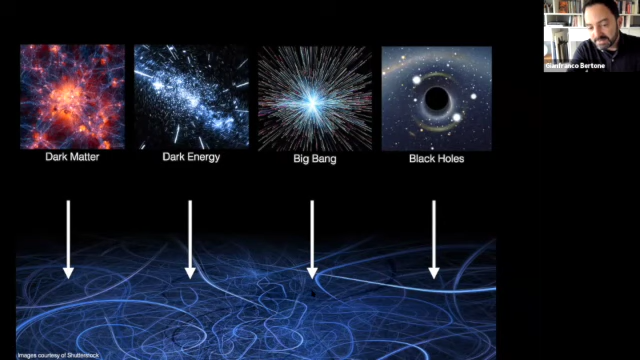 Gianfranco Bertone
Dark Matter
Dark Energy
Big Bang
Black Holes
Images courtesy of Shutterstock